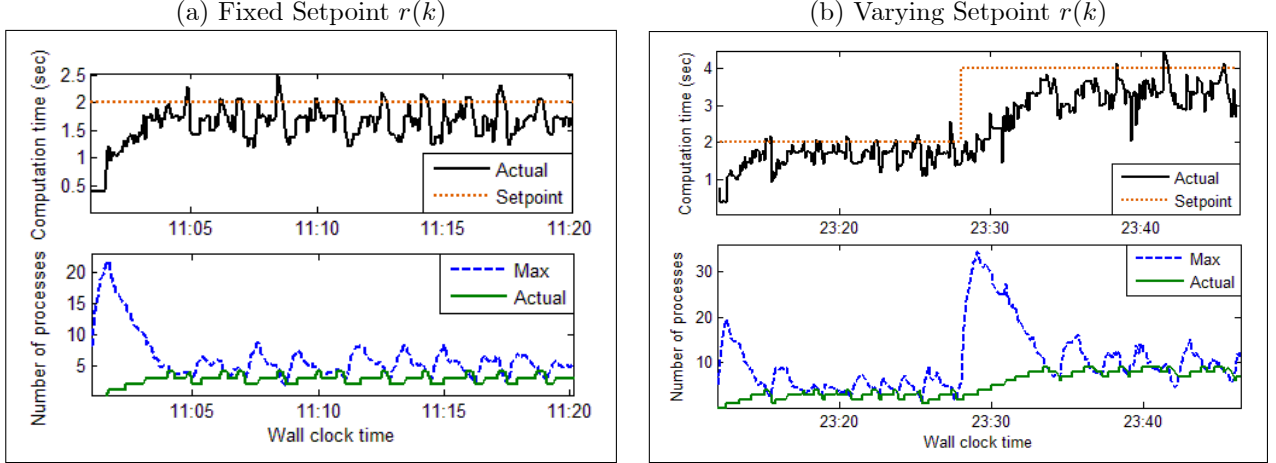 (a) Fixed Setpoint r(k)
Computation time (sec)
2.5
2
1.5
1
0.5
Actual
Setpoint
11:05 11:10 11:15 11:20
Number of processes
20
15
10
5
Max
Actual
11:05 11:10 11:15 11:20
Wall clock time
(b) Varying Setpoint r(k)
Computation time (sec)
4
3
2
1
Actual
Setpoint
23:20 23:30 23:40
Number of processes
30
20
10
Max
Actual
23:20 23:30 23:40
Wall clock time